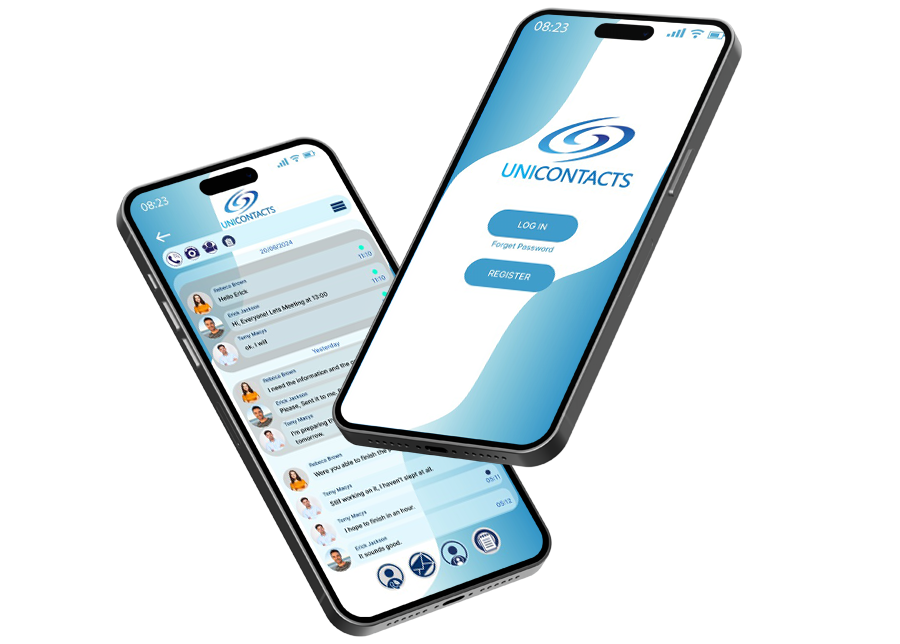 08:23
UNICONTACTS
LOG IN
Forget Password
REGISTER
08:23
UNICONTACTS
20/06/2024
11:10
Rebeca Brown
Hello Erick
11:10
Erick Jackson
Hi, Everyone! Lets Meeting at 13:00
Tomy Macys
ok, I will
Yesterday
Rebeca Brown
I need the information and the
Erick Jackson
Please, Sent it to me,
Tomy Macys
I'm preparing
tomorrow.
Rebeca Brown
Were you able to finish the
Tomy Macys
Still working on it, I haven't slept at all.
05:11
Tomy Macys
I hope to finish in an hour.
05:12
Erick Jackson
It sounds good.